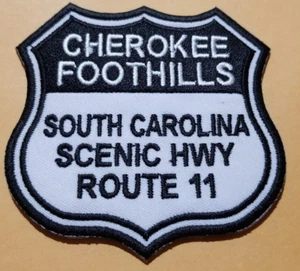 CHEROKEE
FOOTHILLS
SOUTH CAROLINA
SCENIC HWY
ROUTE 11